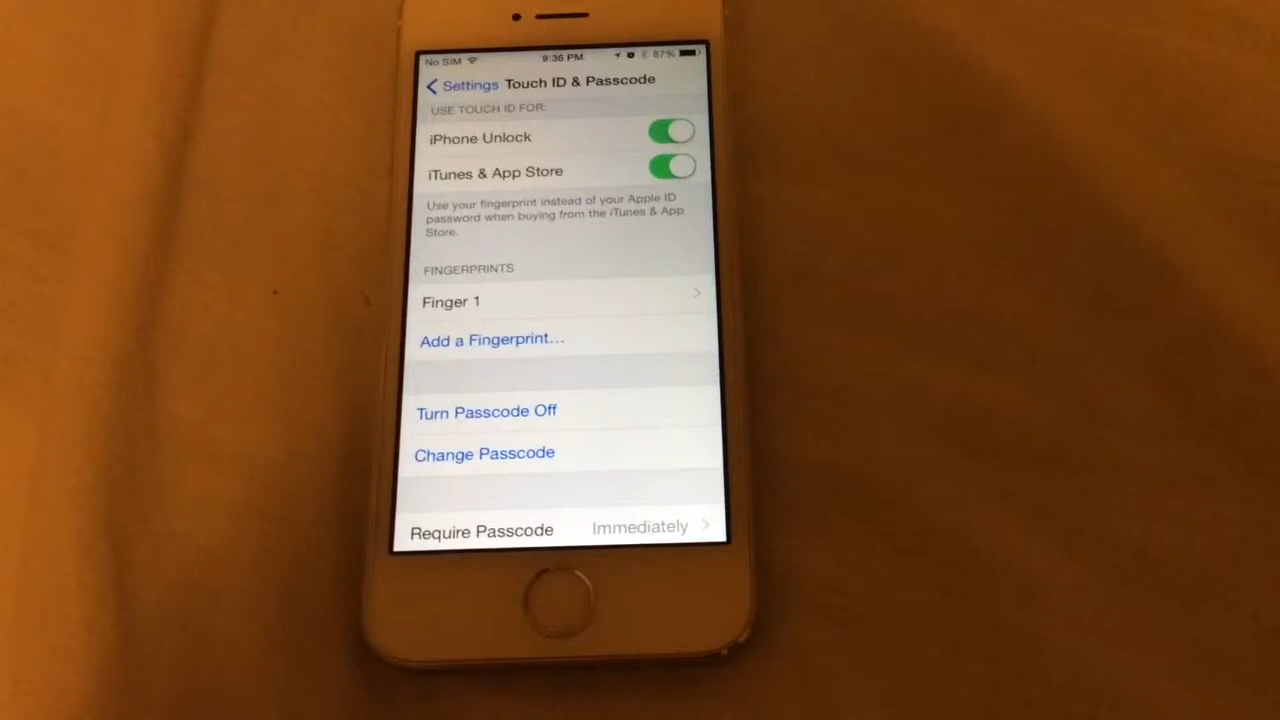 No SIM 9:36 PM 87%
Settings Touch ID & Passcode
USE TOUCH ID FOR:
iPhone Unlock
iTunes & App Store
Use your fingerprint instead of your Apple ID
password when buying from the iTunes & App
Store.
FINGERPRINTS
Finger 1
Add a Fingerprint...
Turn Passcode Off
Change Passcode
Require Passcode Immediately